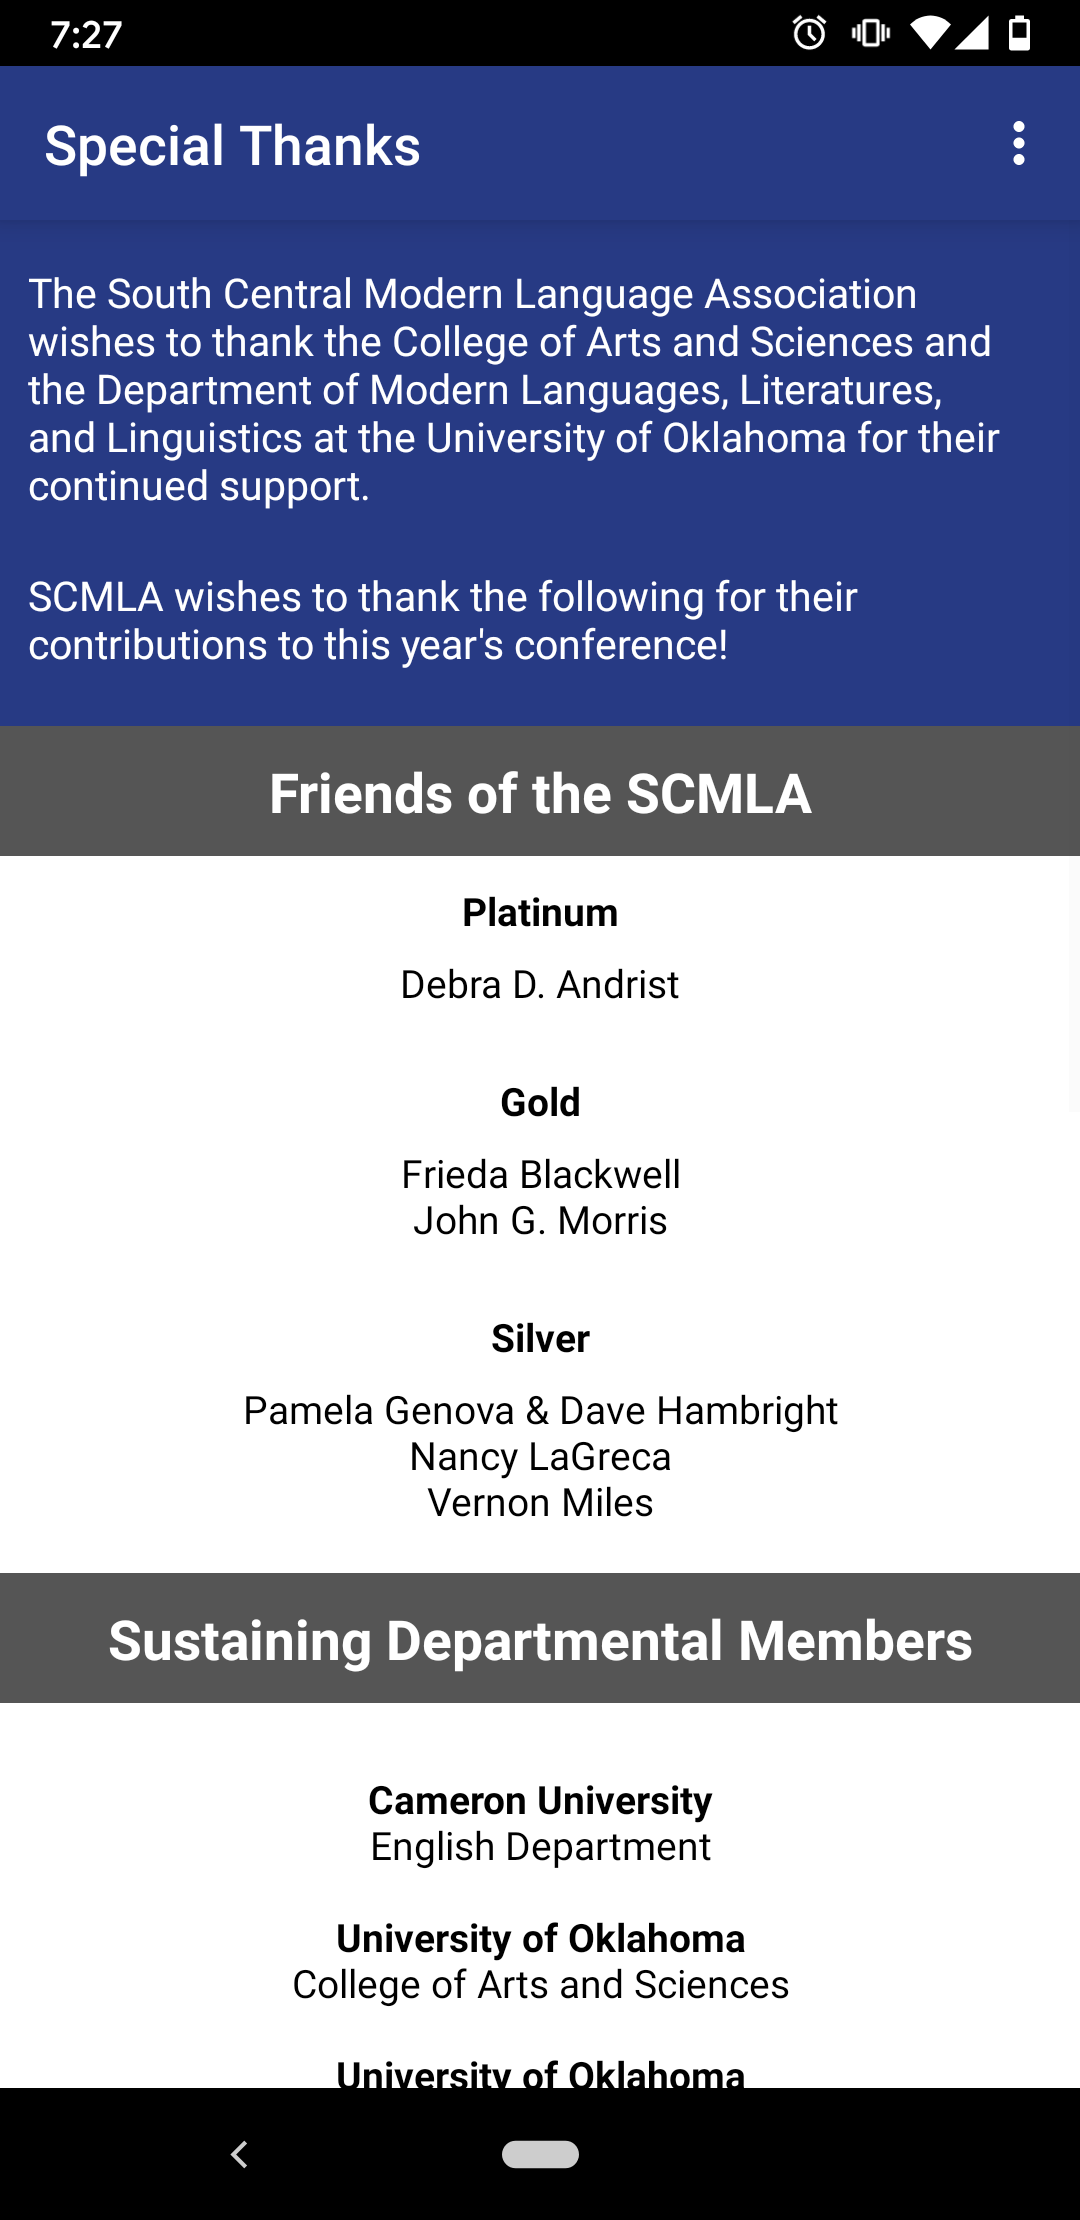 7:27
Special Thanks
The South Central Modern Language Association
wishes to thank the College of Arts and Sciences and
the Department of Modern Languages, Literatures,
and Linguistics at the University of Oklahoma for their
continued support.
SCMLA wishes to thank the following for their
contributions to this year's conference!
Friends of the SCMLA
Platinum
Debra D. Andrist
Gold
Frieda Blackwell
John G. Morris
Silver
Pamela Genova & Dave Hambright
Nancy LaGreca
Vernon Miles
Sustaining Departmental Members
Cameron University
English Department
University of Oklahoma
College of Arts and Sciences
University of Oklahoma